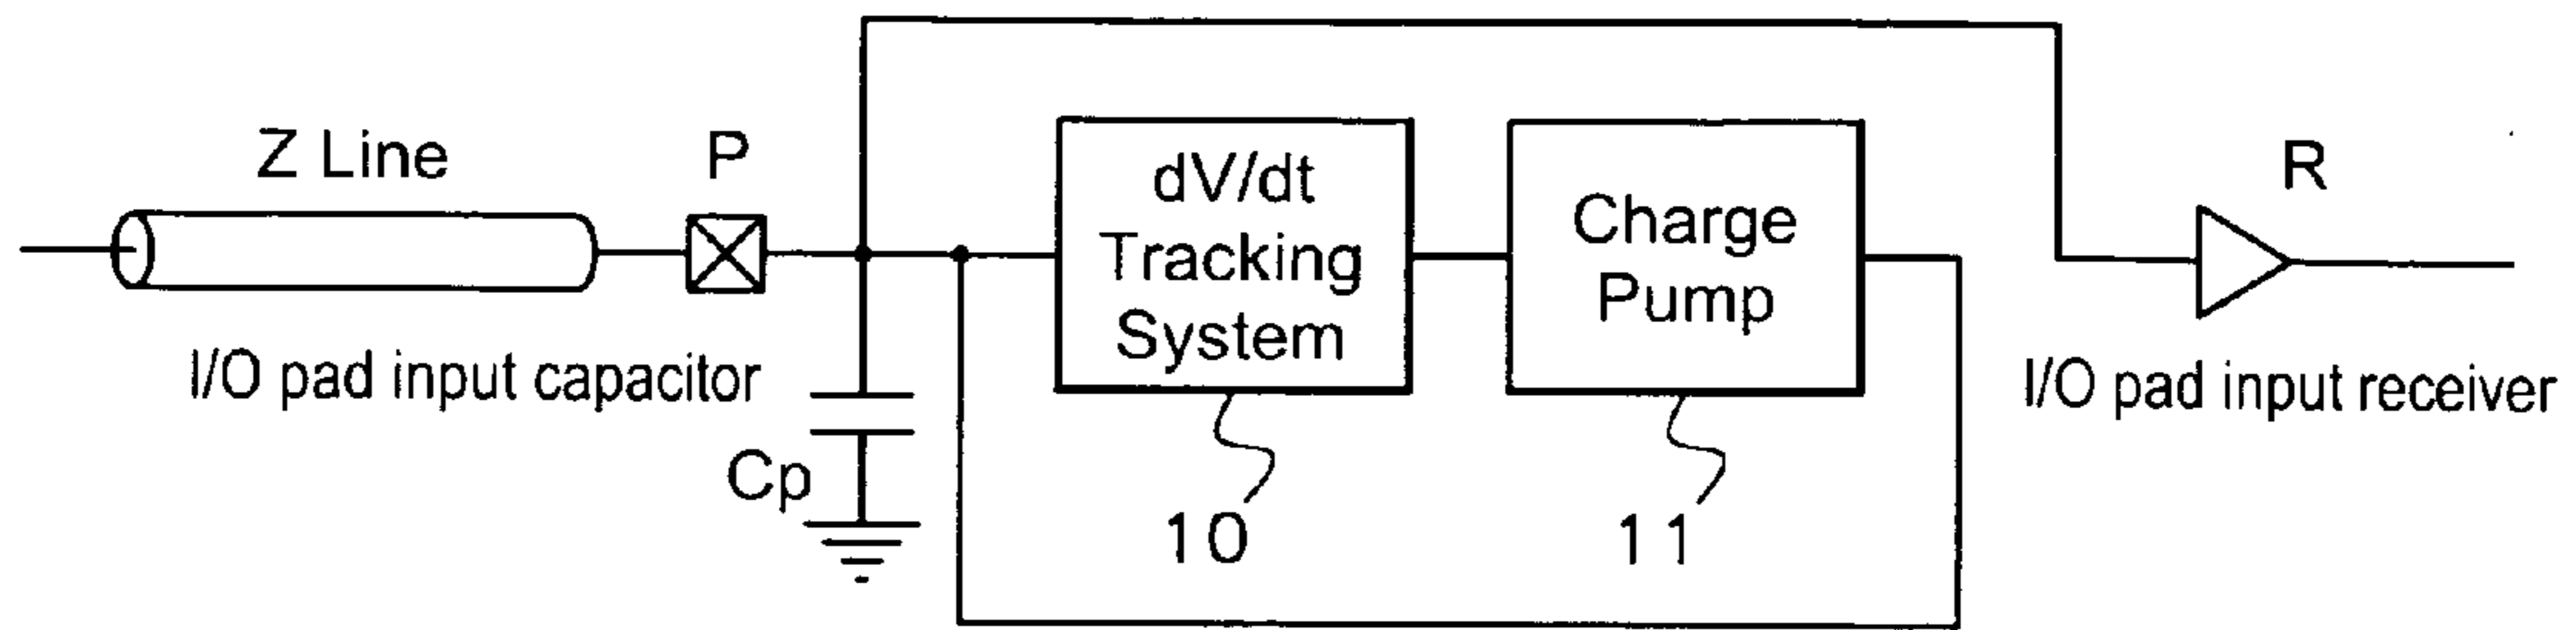 Z Line
P
dV/dt
Tracking
System
Charge
Pump
R
I/O pad input capacitor
I/O pad input receiver
Cp
10
11